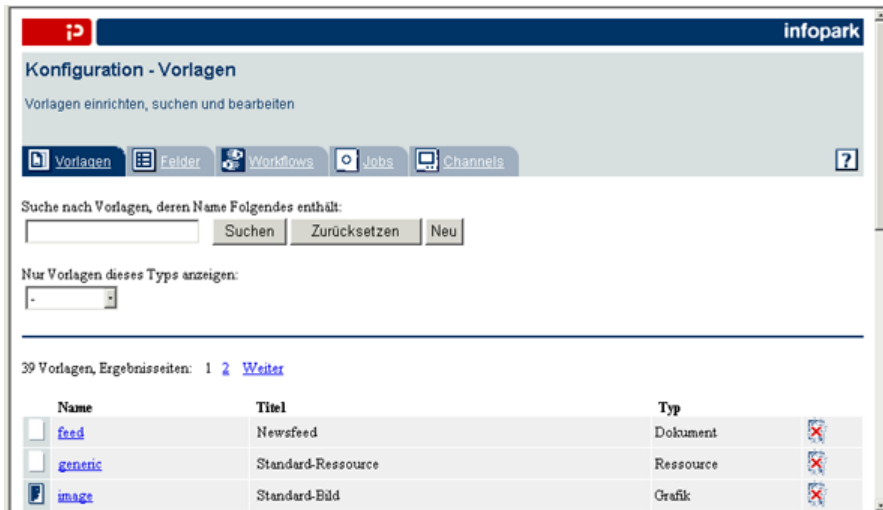 infopark
Konfiguration - Vorlagen
Vorlagen einrichten, suchen und bearbeiten
Vorlagen Felder Workflows Jobs Channels ?
Suche nach Vorlagen, deren Name Folgendes enthält:
Suchen Zurücksetzen Neu
Nur Vorlagen dieses Typs anzeigen:
-
39 Vorlagen, Ergebnisseiten: 1 2 Weiter
Name Titel Typ
feed Newsfeed Dokument
generic Standard-Ressource Ressource
image Standard-Bild Grafik